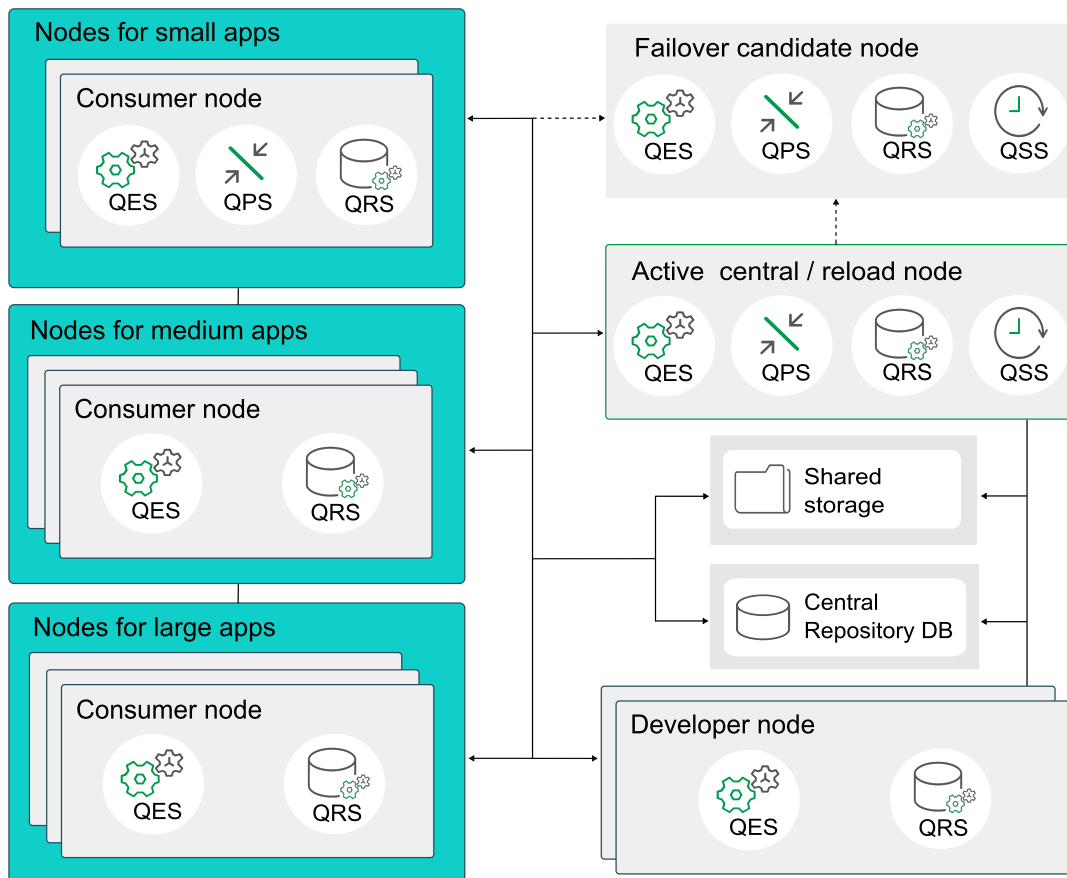 Nodes for small apps
Consumer node
QES QPS QRS
Nodes for medium apps
Consumer node
QES QRS
Nodes for large apps
Consumer node
QES QRS
Failover candidate node
QES QPS QRS QSS
Active central / reload node
QES QPS QRS QSS
Shared
storage
Central
Repository DB
Developer node
QES QRS